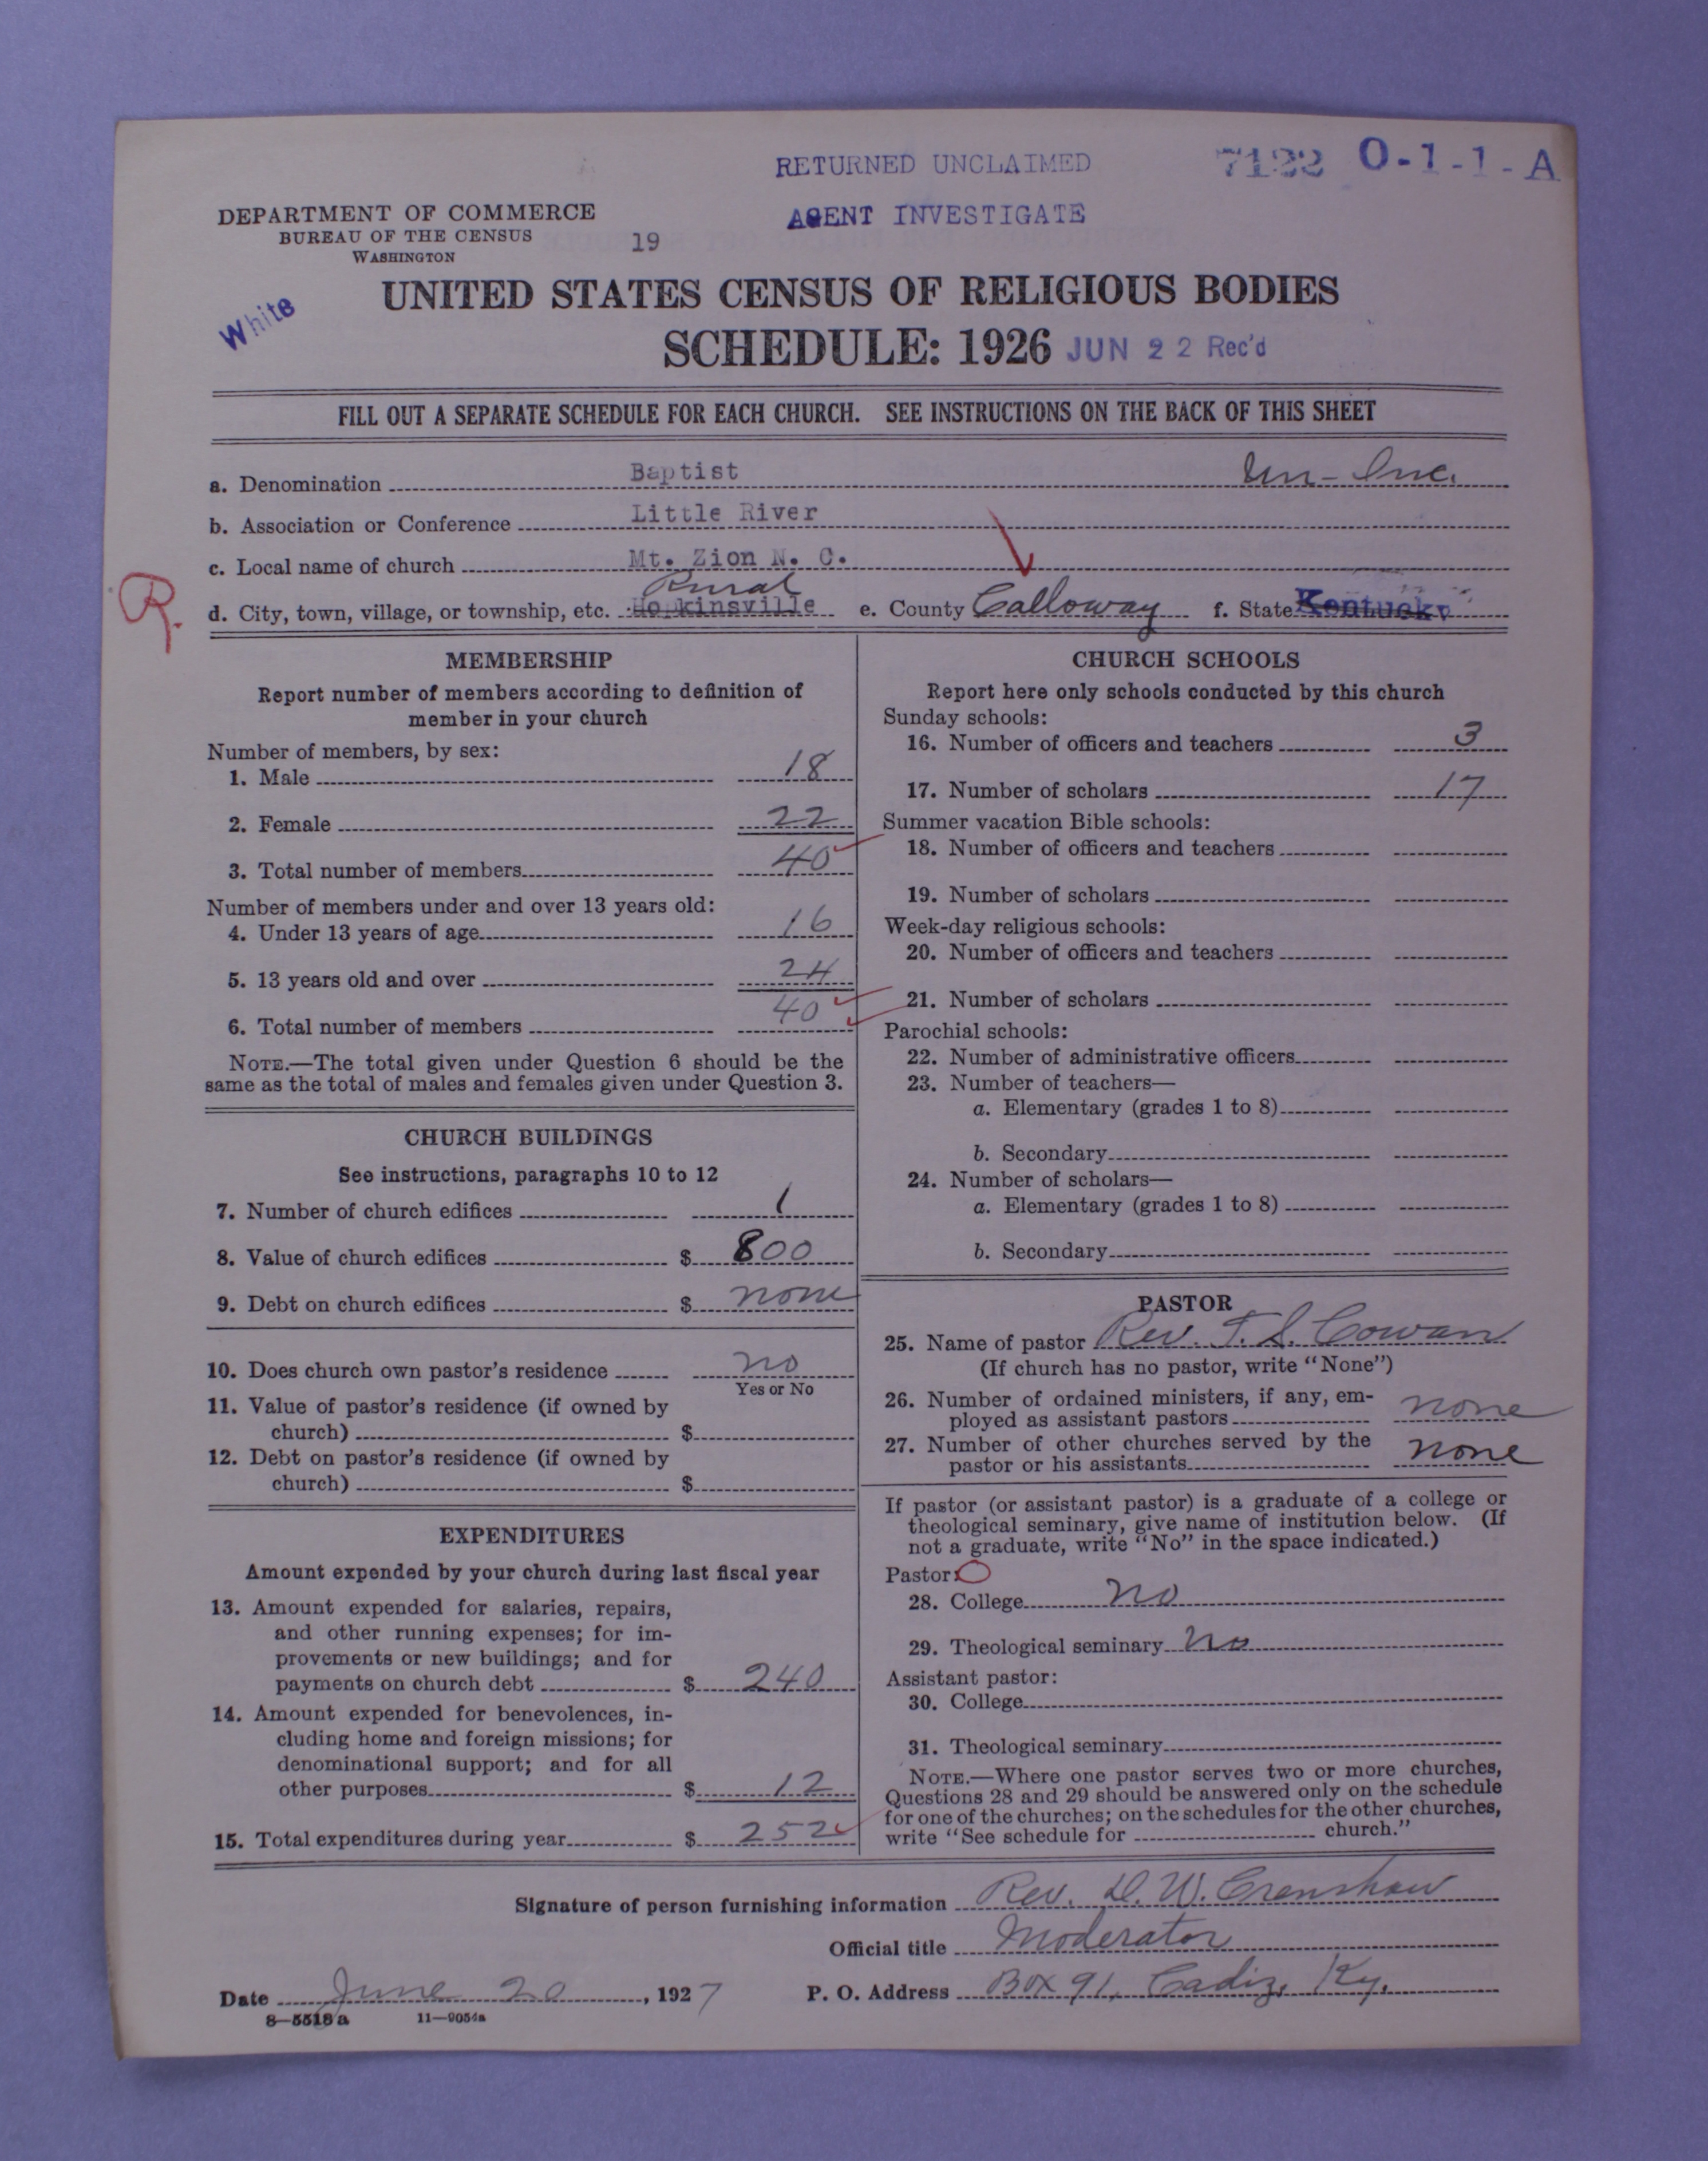 RETURNED UNCLAIMED
7122 O-1-1-A
AGENT INVESTIGATE
DEPARTMENT OF COMMERCE
BUREAU OF THE CENSUS
WASHINGTON
19
White
UNITED STATES CENSUS OF RELIGIOUS BODIES
SCHEDULE: 1926 JUN 22 Rec'd
FILL OUT A SEPARATE SCHEDULE FOR EACH CHURCH. SEE INSTRUCTIONS ON THE BACK OF THIS SHEET
a. Denomination Baptist Un-Inc.
b. Association or Conference Little River
c. Local name of church Mt. Zion N. C.
Rural
R.
d. City, town, village, or township, etc. Hopkinsville e. County Calloway f. State Kentucky
MEMBERSHIP
Report number of members according to definition of
member in your church
Number of members, by sex:
1. Male 18
2. Female 22
3. Total number of members 40
Number of members under and over 13 years old:
4. Under 13 years of age 16
5. 13 years old and over 24
6. Total number of members 40
NOTE.—The total given under Question 6 should be the
same as the total of males and females given under Question 3.
CHURCH BUILDINGS
See instructions, paragraphs 10 to 12
7. Number of church edifices 1
8. Value of church edifices $ 800
9. Debt on church edifices $ none
10. Does church own pastor's residence no
Yes or No
11. Value of pastor's residence (if owned by
church) $
12. Debt on pastor's residence (if owned by
church) $
EXPENDITURES
Amount expended by your church during last fiscal year
13. Amount expended for salaries, repairs,
and other running expenses; for im-
provements or new buildings; and for
payments on church debt $ 240
14. Amount expended for benevolences, in-
cluding home and foreign missions; for
denominational support; and for all
other purposes $ 12
15. Total expenditures during year $ 252
CHURCH SCHOOLS
Report here only schools conducted by this church
Sunday schools:
16. Number of officers and teachers 3
17. Number of scholars 17
Summer vacation Bible schools:
18. Number of officers and teachers
19. Number of scholars
Week-day religious schools:
20. Number of officers and teachers
21. Number of scholars
Parochial schools:
22. Number of administrative officers
23. Number of teachers—
a. Elementary (grades 1 to 8)
b. Secondary
24. Number of scholars—
a. Elementary (grades 1 to 8)
b. Secondary
PASTOR
25. Name of pastor Rev. F. S. Cowan
(If church has no pastor, write "None")
26. Number of ordained ministers, if any, em-
ployed as assistant pastors none
27. Number of other churches served by the
pastor or his assistants none
If pastor (or assistant pastor) is a graduate of a college or
theological seminary, give name of institution below. (If
not a graduate, write "No" in the space indicated.)
Pastor:
28. College no
29. Theological seminary no
Assistant pastor:
30. College
31. Theological seminary
NOTE.—Where one pastor serves two or more churches,
Questions 28 and 29 should be answered only on the schedule
for one of the churches; on the schedules for the other churches,
write "See schedule for church."
Signature of person furnishing information Rev. D. W. Crenshaw
Official title Moderator
Date June 20, 1927 P. O. Address Box 91, Cadiz, Ky.
8—5518 a 11—9054a